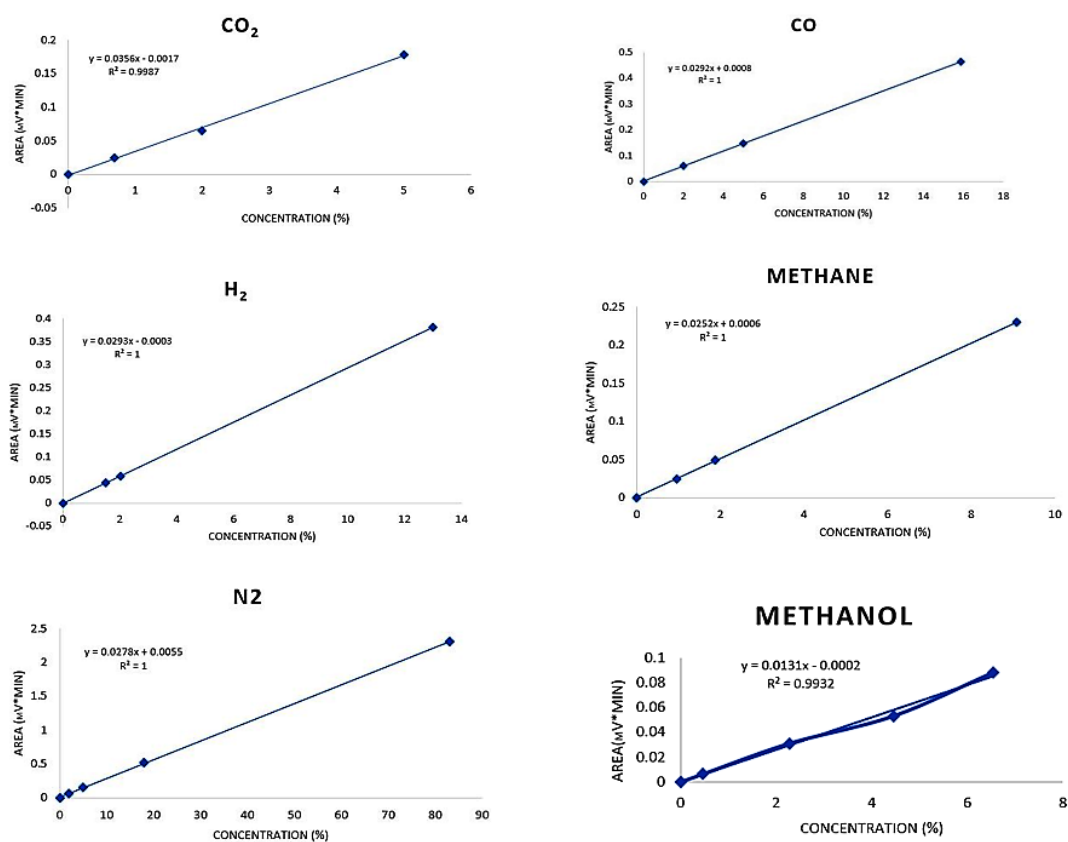 CO₂
y = 0.0356x - 0.0017
R² = 0.9987
AREA (мV*MIN)
0.2
0.15
0.1
0.05
0
-0.05
0 1 2 3 4 5 6
CONCENTRATION (%)
CO
y = 0.0292x + 0.0008
R² = 1
AREA (мV*MIN)
0.5
0.4
0.3
0.2
0.1
0
0 2 4 6 8 10 12 14 16 18
CONCENTRATION (%)
H₂
y = 0.0293x - 0.0003
R² = 1
AREA (мV*MIN)
0.4
0.35
0.3
0.25
0.2
0.15
0.1
0.05
0
-0.05
0 2 4 6 8 10 12 14
CONCENTRATION (%)
METHANE
y = 0.0252x + 0.0006
R² = 1
AREA (мV*MIN)
0.25
0.2
0.15
0.1
0.05
0
0 2 4 6 8 10
CONCENTRATION (%)
N2
y = 0.0278x + 0.0055
R² = 1
AREA (мV*MIN)
2.5
2
1.5
1
0.5
0
0 10 20 30 40 50 60 70 80 90
CONCENTRATION (%)
METHANOL
y = 0.0131x - 0.0002
R² = 0.9932
AREA(мV*MIN)
0.1
0.08
0.06
0.04
0.02
0
0 2 4 6 8
CONCENTRATION (%)